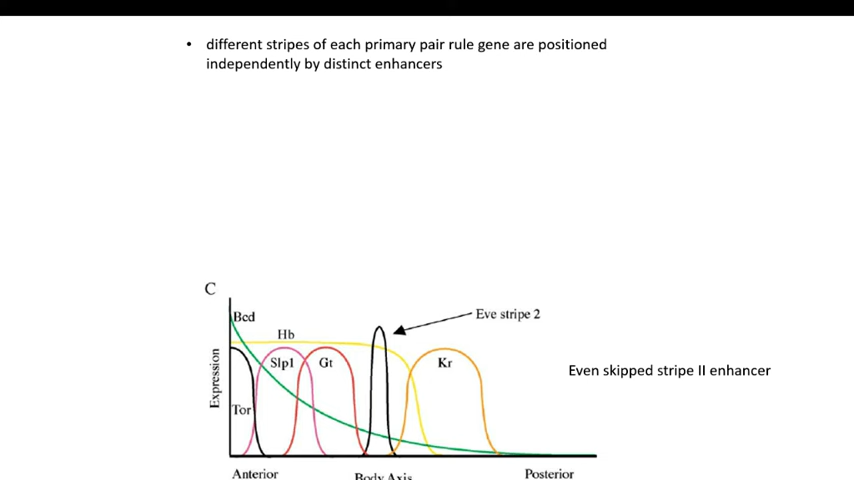 • different stripes of each primary pair rule gene are positioned
independently by distinct enhancers
C
Bcd
Hb
Eve stripe 2
Slp1
Gt
Kr
Even skipped stripe II enhancer
Expression
Tor
Anterior
Body Axis
Posterior